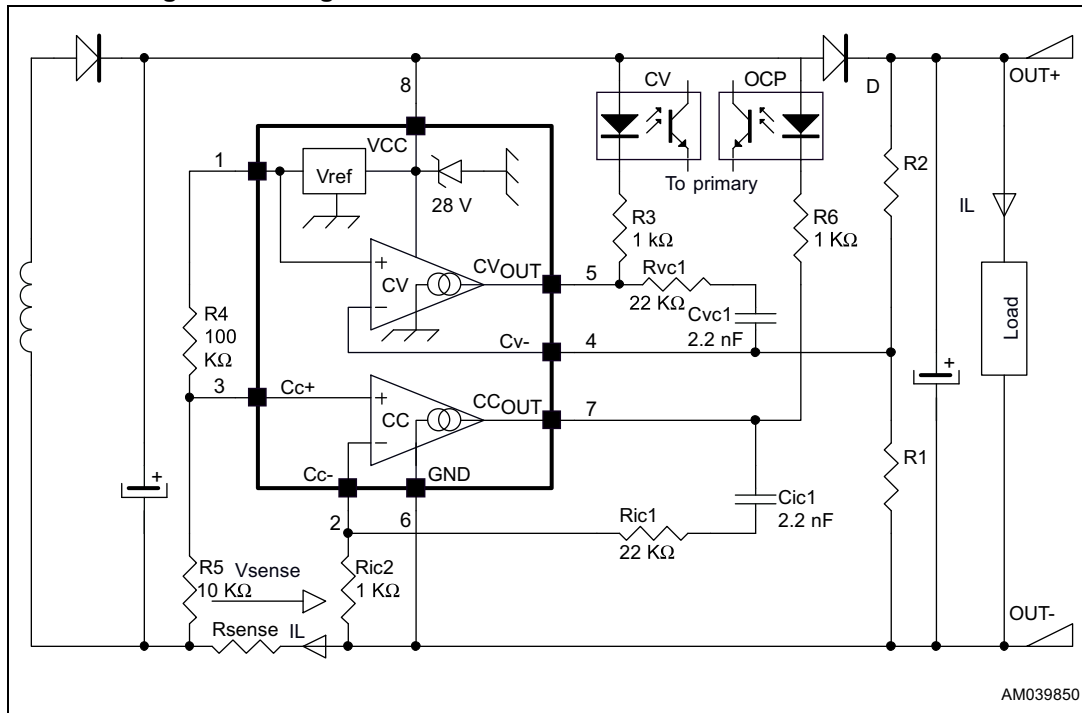 CV
OCP
D
OUT+
8
VCC
1
Vref
28 V
To primary
R2
IL
R3
1 kΩ
R6
1 KΩ
+
CV
−
CVOUT
5
Rvc1
22 KΩ
Cvc1
2.2 nF
Load
R4
100
KΩ
Cv-
4
3
Cc+
+
CC
−
CCOUT
7
R1
+
+
Cc-
GND
2
6
Cic1
2.2 nF
Ric1
22 KΩ
R5
10 KΩ
Vsense
Ric2
1 KΩ
Rsense
IL
OUT-
AM039850